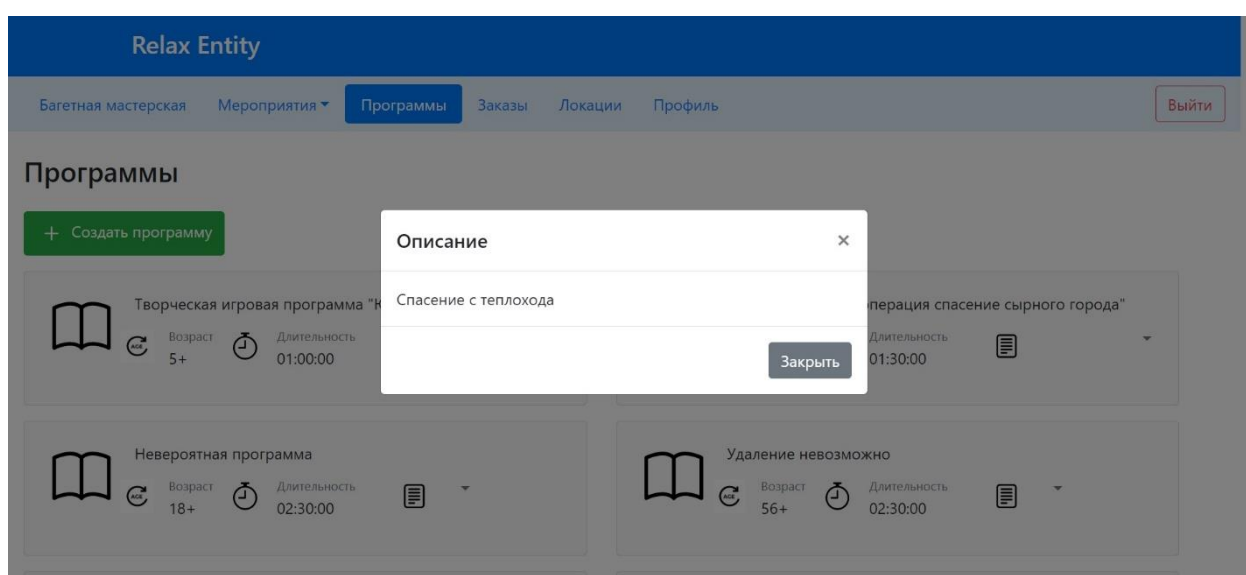 Relax Entity
Багетная мастерская Мероприятия Программы Заказы Локации Профиль Выйти
Программы
+ Создать программу
Описание ×
Спасение с теплохода
Закрыть
Творческая игровая программа
Возраст Длительность
5+ 01:00:00
спасение сырного города"
Длительность
01:30:00
Невероятная программа
Возраст Длительность
18+ 02:30:00
Удаление невозможно
Возраст Длительность
56+ 02:30:00